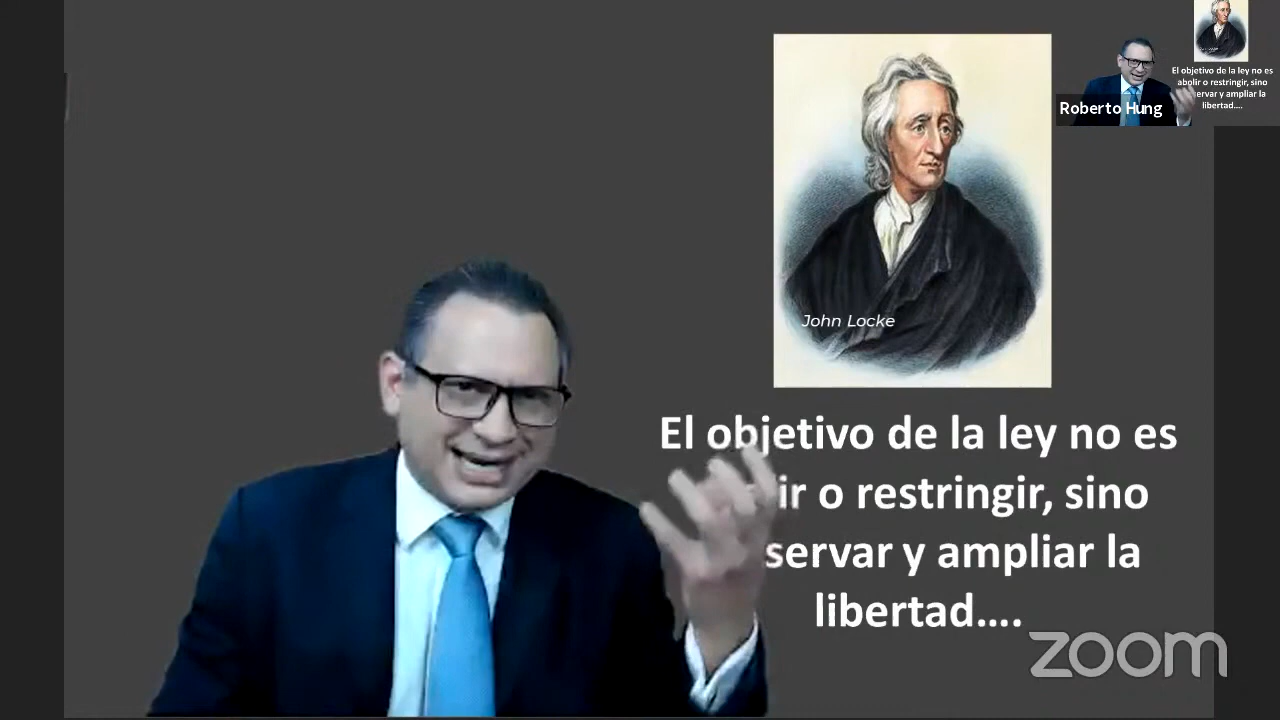 El objetivo de la ley no es
abolir o restringir, sino
servar y ampliar la
libertad....
Roberto Hung
John Locke
El objetivo de la ley no es
ir o restringir, sino
servar y ampliar la
libertad....
zoom